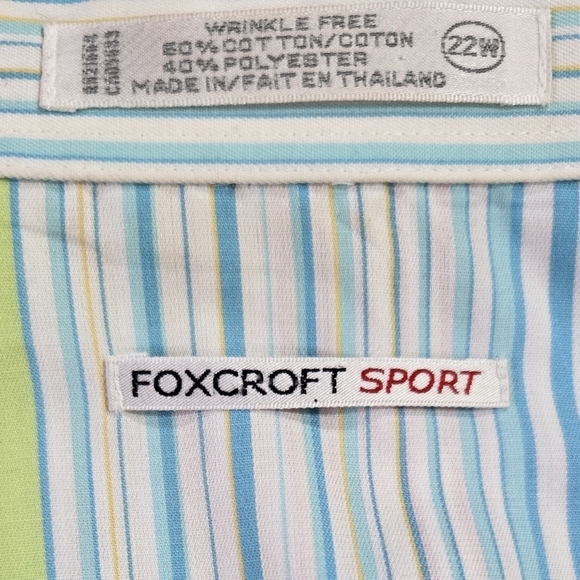 WRINKLE FREE
60% COTTON/COTON
40% POLYESTER
MADE IN/FAIT EN THAILAND
22W
FOXCROFT SPORT